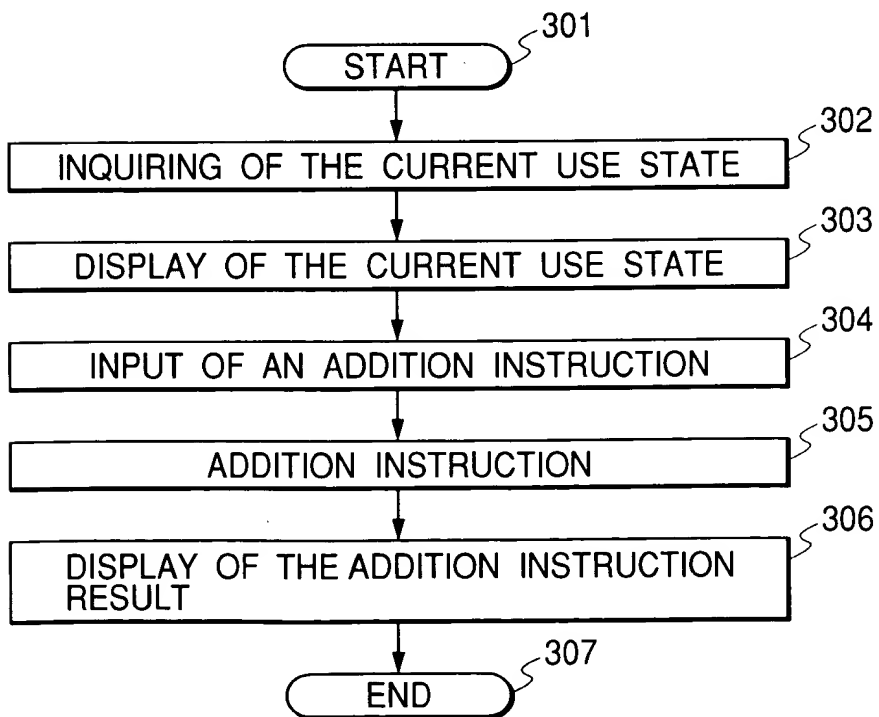 301
START
302
INQUIRING OF THE CURRENT USE STATE
303
DISPLAY OF THE CURRENT USE STATE
304
INPUT OF AN ADDITION INSTRUCTION
305
ADDITION INSTRUCTION
306
DISPLAY OF THE ADDITION INSTRUCTION
RESULT
307
END